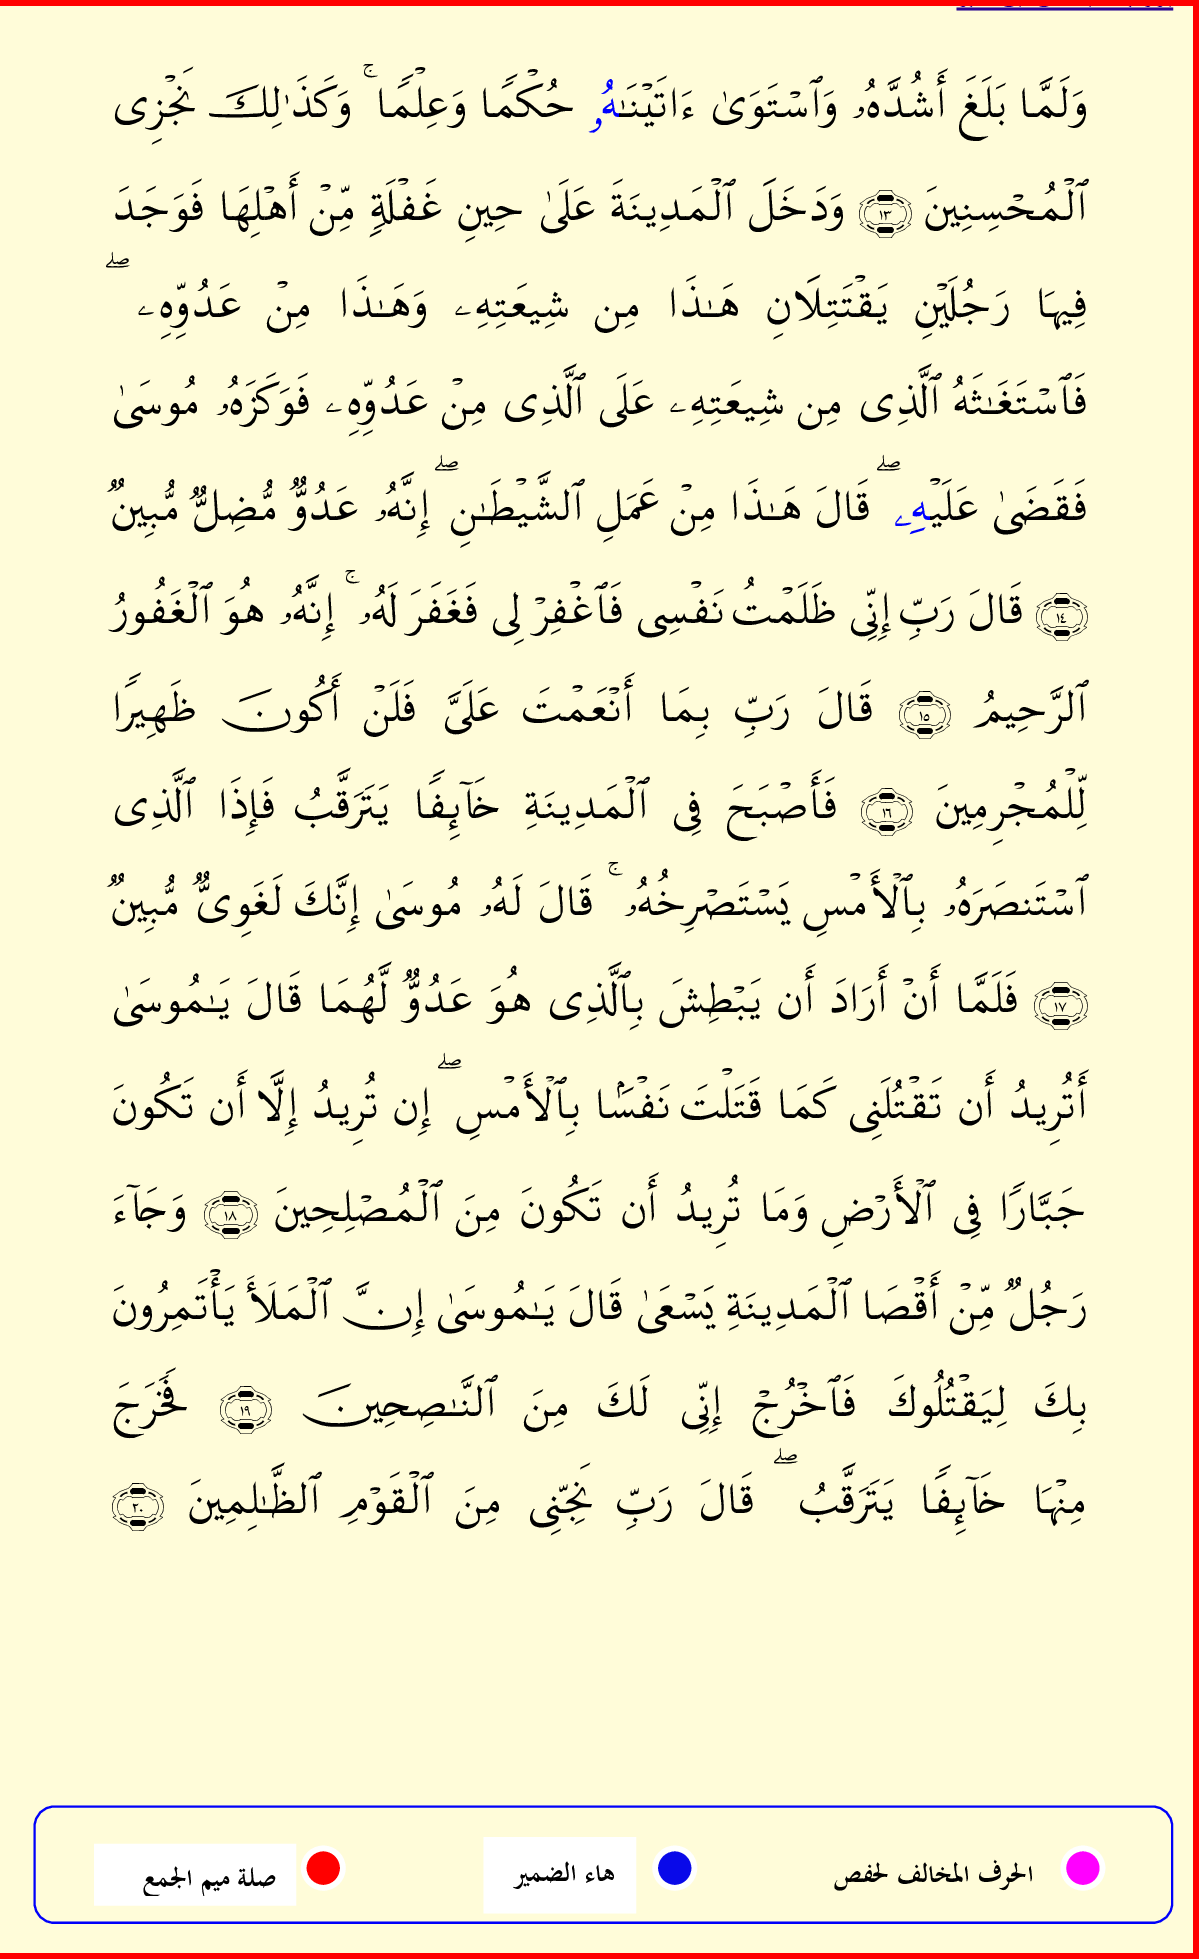 وَلَمَّا بَلَغَ أَشُدَّهُۥ وَٱسۡتَوَىٰ ءَاتَيۡنَٰهُۥ حُكۡمٗا وَعِلۡمٗاۚ وَكَذَٰلِكَ نَجۡزِى
ٱلۡمُحۡسِنِينَ ١٣ وَدَخَلَ ٱلۡمَدِينَةَ عَلَىٰ حِينِ غَفۡلَةٖ مِّنۡ أَهۡلِهَا فَوَجَدَ
فِيهَا رَجُلَيۡنِ يَقۡتَتِلَانِ هَٰذَا مِن شِيعَتِهِۦ وَهَٰذَا مِنۡ عَدُوِّهِۦۖ
فَٱسۡتَغَٰثَهُ ٱلَّذِى مِن شِيعَتِهِۦ عَلَى ٱلَّذِى مِنۡ عَدُوِّهِۦ فَوَكَزَهُۥ مُوسَىٰ
فَقَضَىٰ عَلَيۡهِۦۖ قَالَ هَٰذَا مِنۡ عَمَلِ ٱلشَّيۡطَٰنِۖ إِنَّهُۥ عَدُوّٞ مُّضِلّٞ مُّبِينٞ
١٤ قَالَ رَبِّ إِنِّى ظَلَمۡتُ نَفۡسِى فَٱغۡفِرۡ لِى فَغَفَرَ لَهُۥۚ إِنَّهُۥ هُوَ ٱلۡغَفُورُ
ٱلرَّحِيمُ ١٥ قَالَ رَبِّ بِمَا أَنۡعَمۡتَ عَلَىَّ فَلَنۡ أَكُونَ ظَهِيرٗا
لِّلۡمُجۡرِمِينَ ١٦ فَأَصۡبَحَ فِى ٱلۡمَدِينَةِ خَآئِفٗا يَتَرَقَّبُ فَإِذَا ٱلَّذِى
ٱسۡتَنصَرَهُۥ بِٱلۡأَمۡسِ يَسۡتَصۡرِخُهُۥۚ قَالَ لَهُۥ مُوسَىٰ إِنَّكَ لَغَوِىّٞ مُّبِينٞ
١٧ فَلَمَّا أَنۡ أَرَادَ أَن يَبۡطِشَ بِٱلَّذِى هُوَ عَدُوّٞ لَّهُمَا قَالَ يَٰمُوسَىٰ
أَتُرِيدُ أَن تَقۡتُلَنِى كَمَا قَتَلۡتَ نَفۡسَۢا بِٱلۡأَمۡسِۖ إِن تُرِيدُ إِلَّا أَن تَكُونَ
جَبَّارٗا فِى ٱلۡأَرۡضِ وَمَا تُرِيدُ أَن تَكُونَ مِنَ ٱلۡمُصۡلِحِينَ ١٨ وَجَآءَ
رَجُلٞ مِّنۡ أَقۡصَا ٱلۡمَدِينَةِ يَسۡعَىٰ قَالَ يَٰمُوسَىٰ إِنَّ ٱلۡمَلَأَ يَأۡتَمِرُونَ
بِكَ لِيَقۡتُلُوكَ فَٱخۡرُجۡ إِنِّى لَكَ مِنَ ٱلنَّٰصِحِينَ ١٩ فَخَرَجَ
مِنۡهَا خَآئِفٗا يَتَرَقَّبُۖ قَالَ رَبِّ نَجِّنِى مِنَ ٱلۡقَوۡمِ ٱلظَّٰلِمِينَ ٢٠
الحرف المخالف لحفص هاء الضمير صلة ميم الجمع